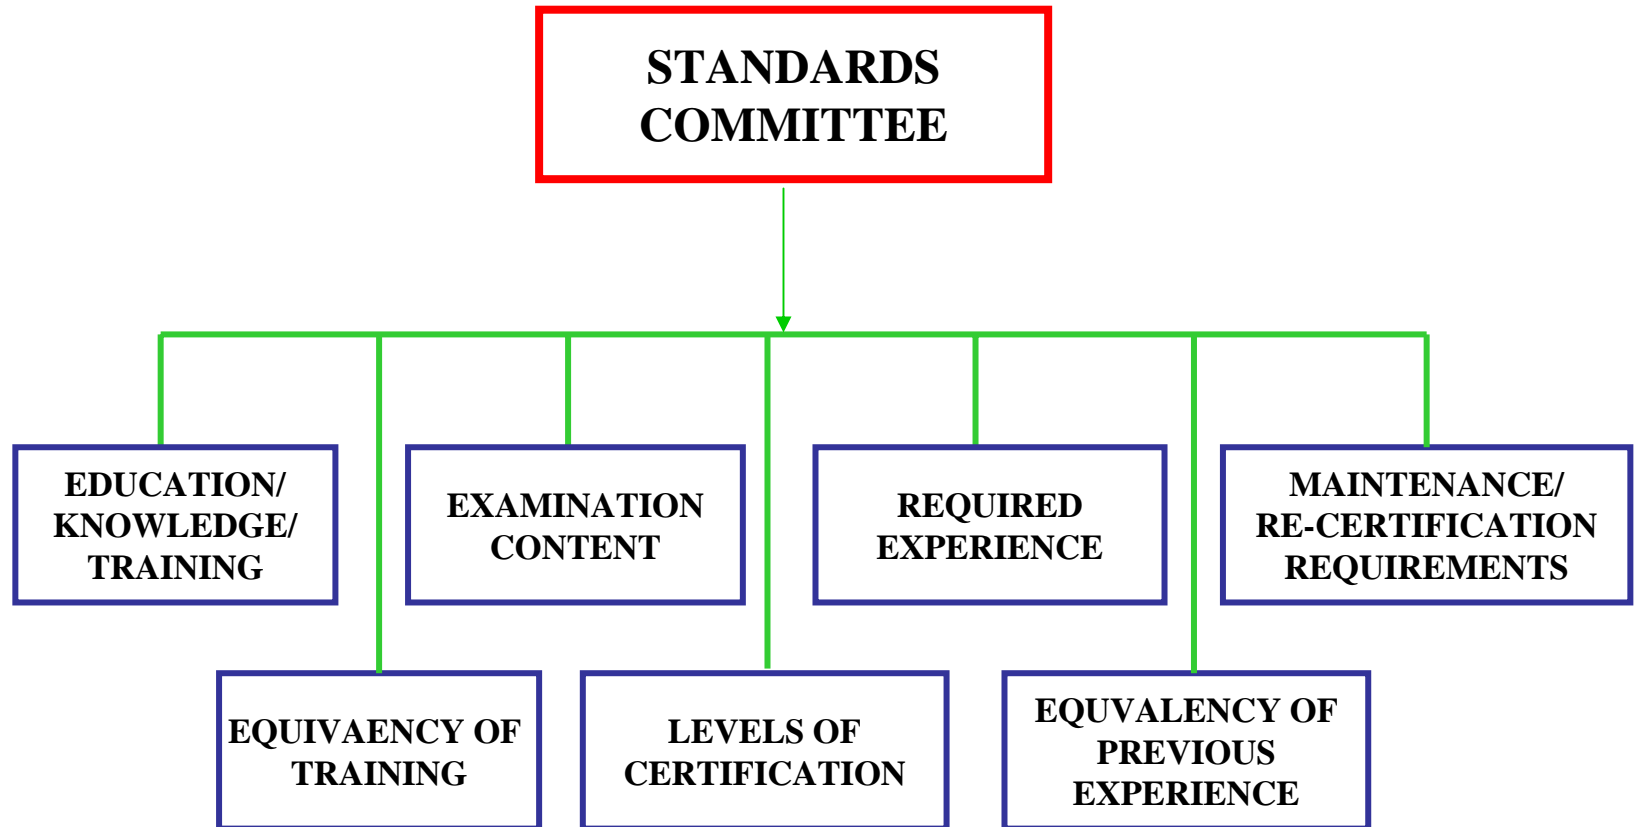 STANDARDS
COMMITTEE
EDUCATION/
KNOWLEDGE/
TRAINING
EXAMINATION
CONTENT
REQUIRED
EXPERIENCE
MAINTENANCE/
RE-CERTIFICATION
REQUIREMENTS
EQUIVAENCY OF
TRAINING
LEVELS OF
CERTIFICATION
EQUVALENCY OF
PREVIOUS
EXPERIENCE